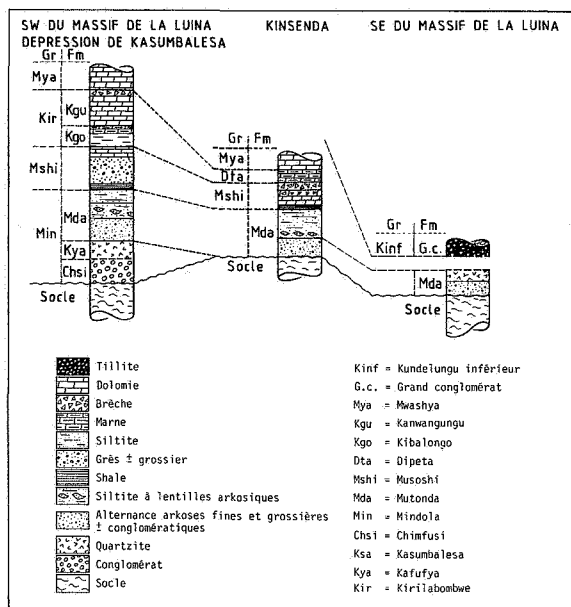 SW DU MASSIF DE LA LUINA
DEPRESSION DE KASUMBALESA
KINSENDA
SE DU MASSIF DE LA LUINA
Gr Fm
Mya
Kir
Kgu
Kgo
Mshi
Min
Mda
Kya
Chsi
Socle
Gr Fm
Mya
Dta
Mshi
Mda
Socle
Gr Fm
Kinf G.c.
Mda
Socle
Tillite
Dolomie
Brèche
Marne
Siltite
Grès ± grossier
Shale
Siltite à lentilles arkosiques
Alternance arkoses fines et grossières
± conglomératiques
Quartzite
Conglomérat
Socle
Kinf = Kundelungu inférieur
G.c. = Grand conglomérat
Mya = Mwashya
Kgu = Kanwangungu
Kgo = Kibalongo
Dta = Dipeta
Mshi = Musoshi
Mda = Mutonda
Min = Mindola
Chsi = Chimfusi
Ksa = Kasumbalesa
Kya = Kafufya
Kir = Kirilabombwe